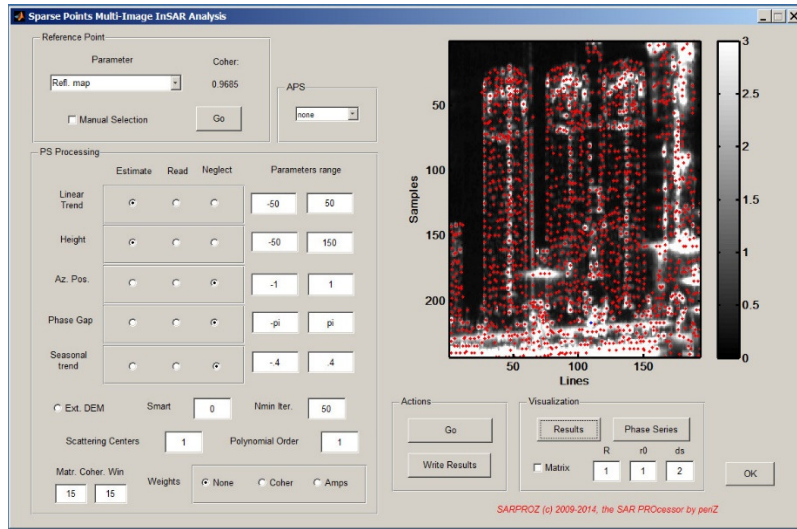 Sparse Points Multi-Image InSAR Analysis
Reference Point
Parameter Coher:
Refl. map 0.9685
Manual Selection Go
APS
none
PS Processing
Estimate Read Neglect Parameters range
Linear Trend -50 50
Height -50 150
Az. Pos. -1 1
Phase Gap -pi pi
Seasonal trend -.4 .4
Ext. DEM Smart 0 Nmin Iter. 50
Scattering Centers 1 Polynomial Order 1
Matr. Coher. Win
15 15
Weights None Coher Amps
Samples
50
100
150
200
50 100 150
Lines
3
2.5
2
1.5
1
0.5
0
Actions
Go
Write Results
Visualization
Results Phase Series
R r0 ds
Matrix 1 1 2
OK
SARPROZ (c) 2009-2014, the SAR PROcessor by periZ